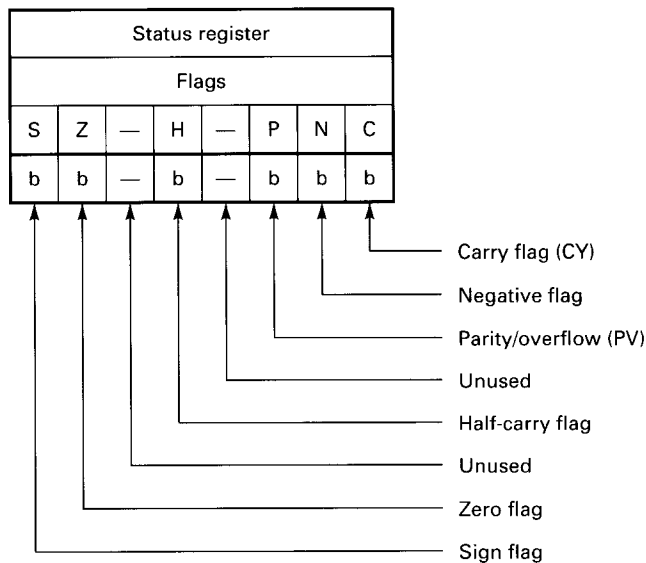 Status register
Flags
S Z — H — P N C
b b — b — b b b
Carry flag (CY)
Negative flag
Parity/overflow (PV)
Unused
Half-carry flag
Unused
Zero flag
Sign flag